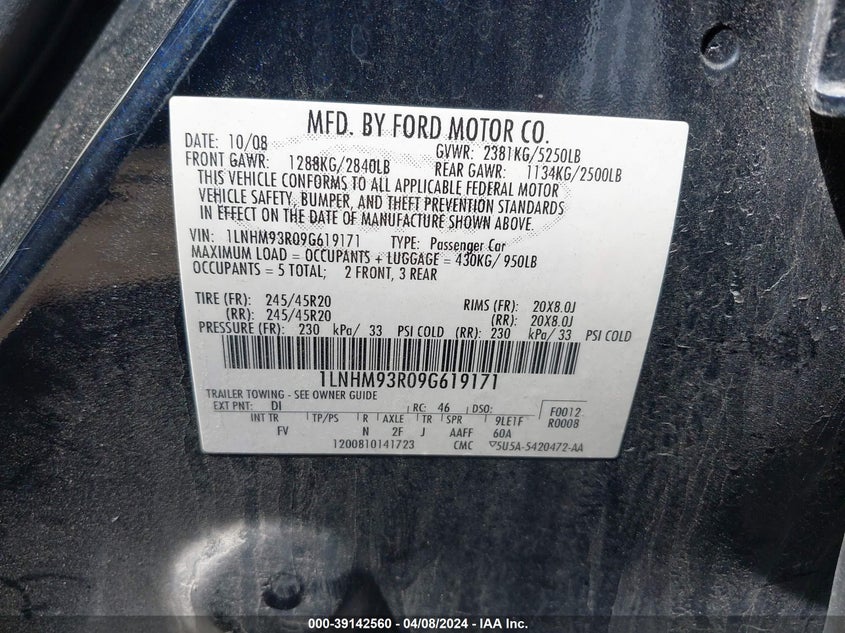 MFD. BY FORD MOTOR CO.
DATE: 10/08 GVWR: 2381KG/5250LB
FRONT GAWR: 1288KG/2840LB REAR GAWR: 1134KG/2500LB
THIS VEHICLE CONFORMS TO ALL APPLICABLE FEDERAL MOTOR
VEHICLE SAFETY, BUMPER, AND THEFT PREVENTION STANDARDS
IN EFFECT ON THE DATE OF MANUFACTURE SHOWN ABOVE.
VIN: 1LNHM93R09G619171 TYPE: Passenger Car
MAXIMUM LOAD = OCCUPANTS + LUGGAGE = 430KG/ 950LB
OCCUPANTS = 5 TOTAL; 2 FRONT, 3 REAR
TIRE (FR): 245/45R20 RIMS (FR): 20X8.0J
(RR): 245/45R20 (RR): 20X8.0J
PRESSURE (FR): 230 kPa/ 33 PSI COLD (RR): 230 kPa/ 33 PSI COLD
1LNHM93R09G619171
TRAILER TOWING - SEE OWNER GUIDE
EXT PNT: DI RC: 46 DSO: F0012
INT TR TP/PS R AXLE TR SPR 9LE1F R0008
FV N 2F J AAFF 60A
1200810141723 CMC ▽5U5A-5420472-AA
000-39142560 - 04/08/2024 - IAA Inc.